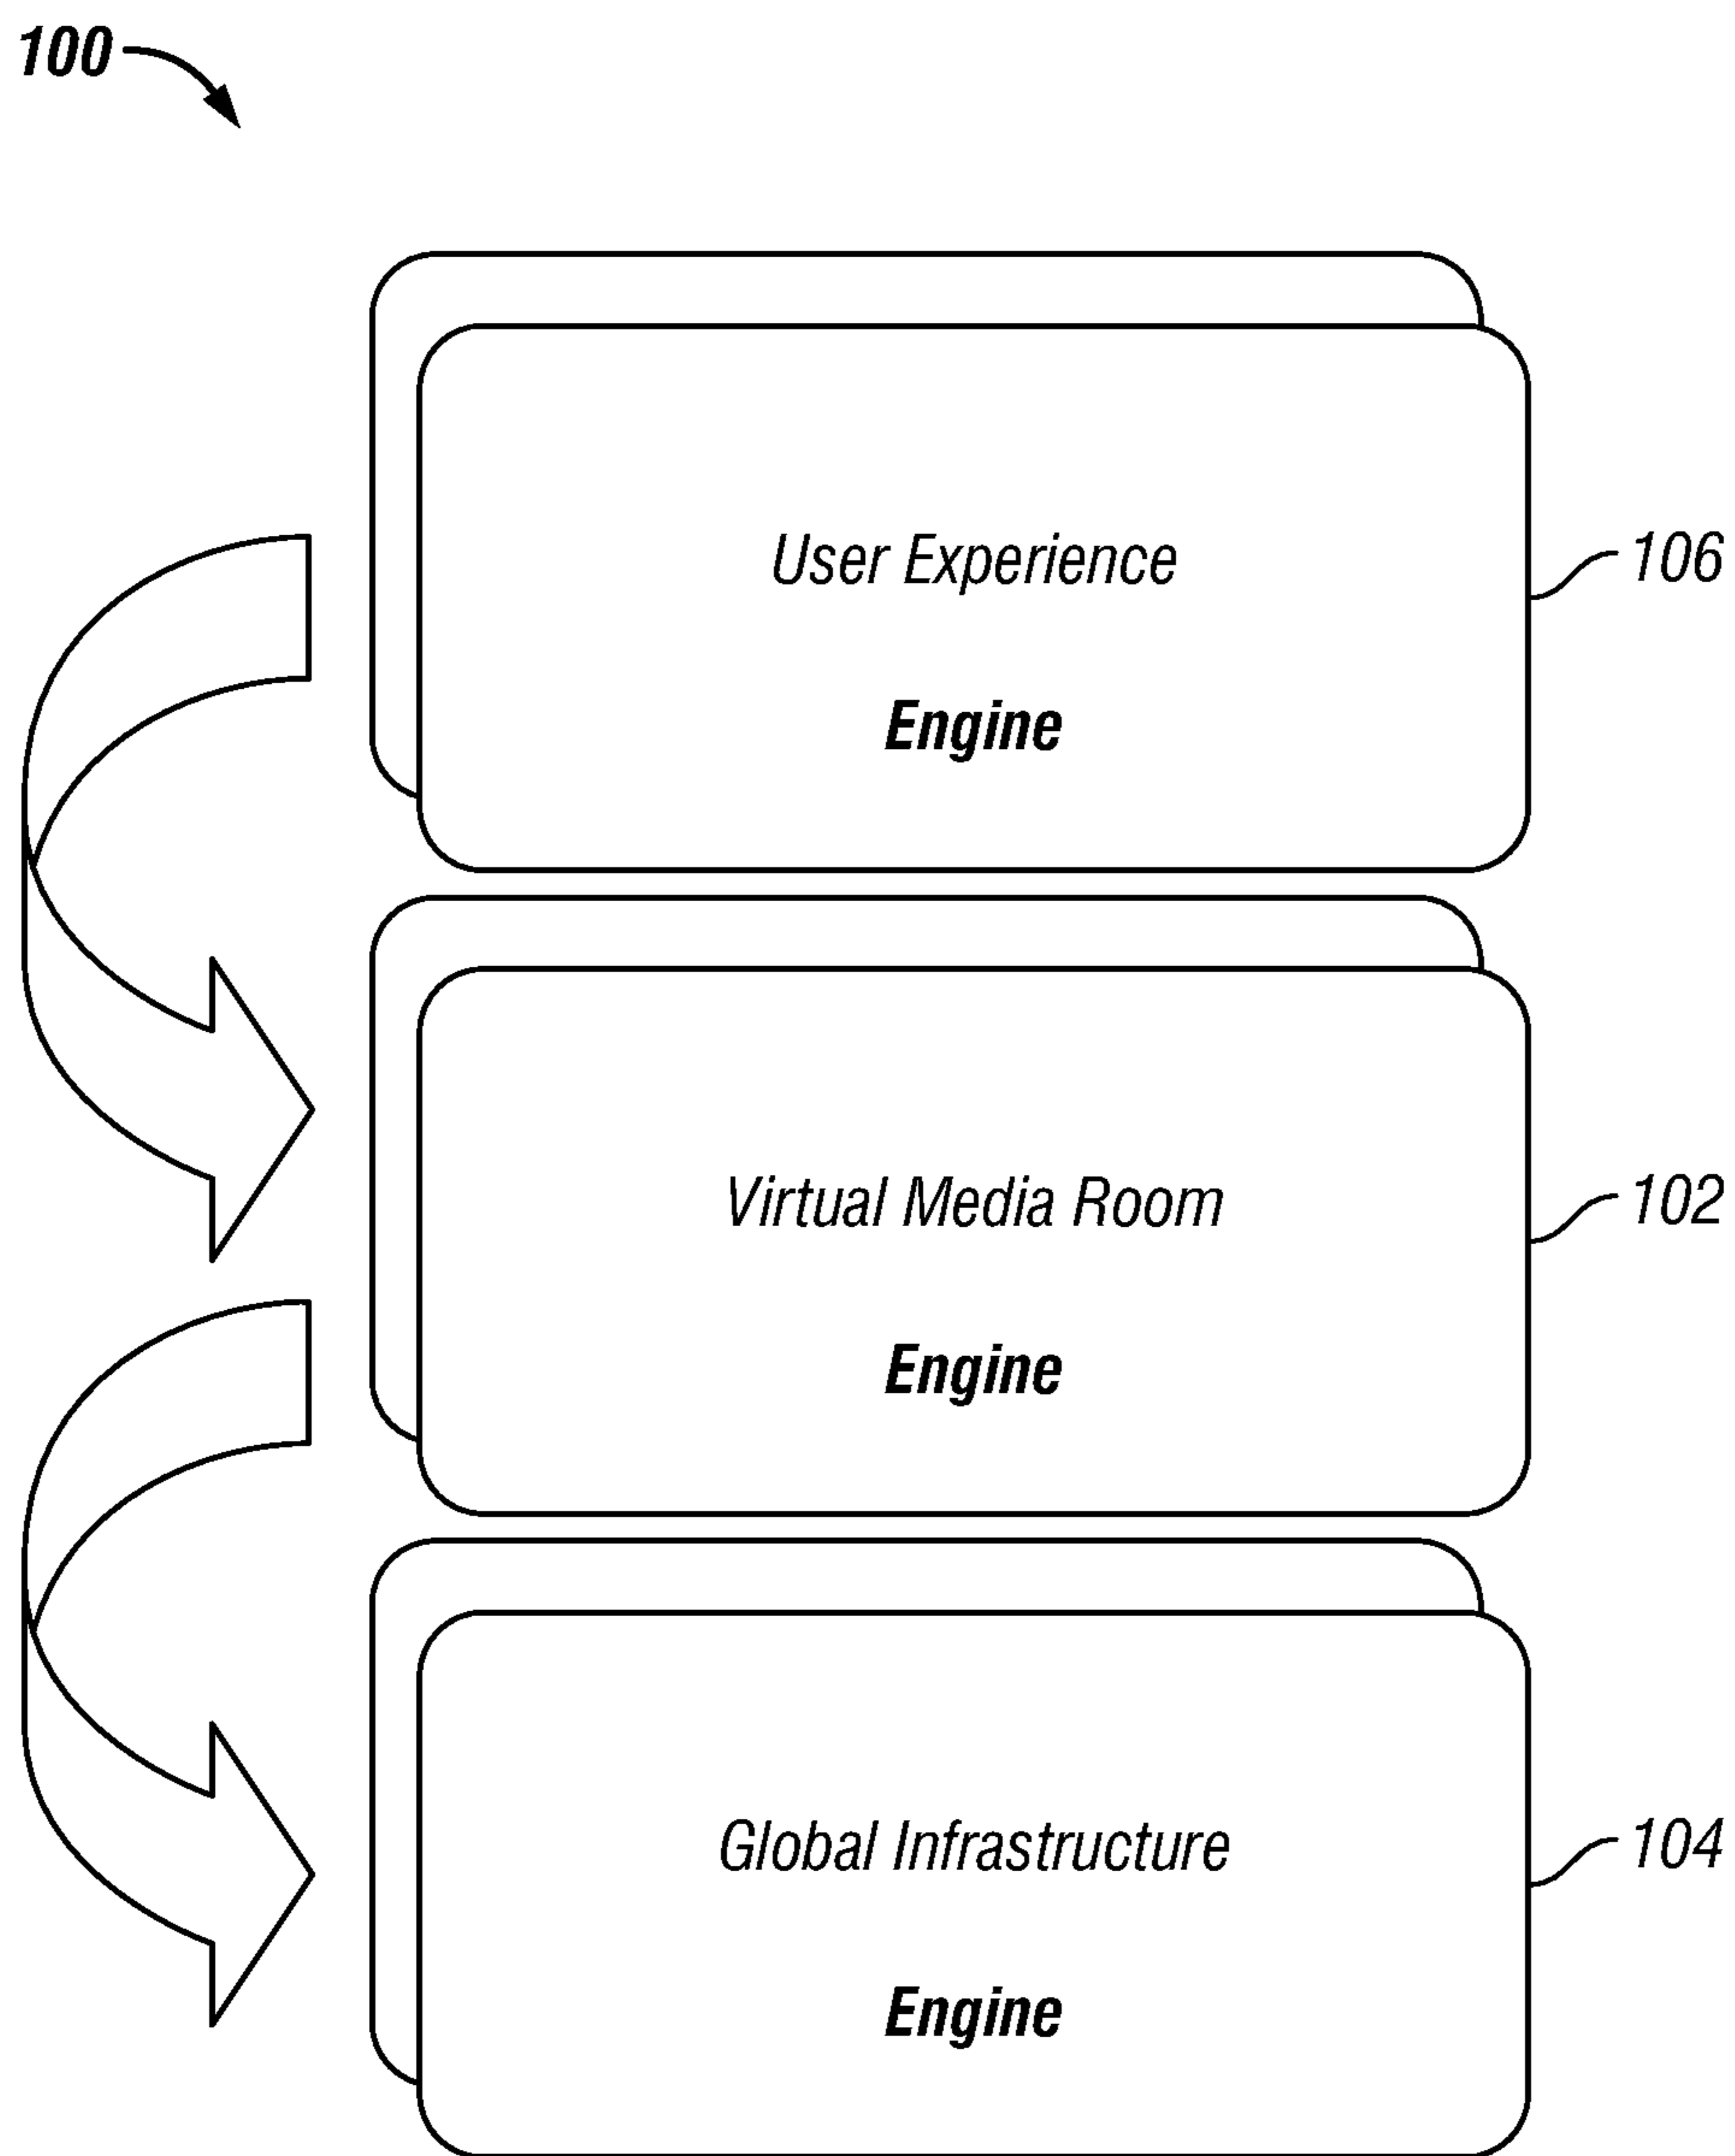 100
User Experience
106
Engine
Virtual Media Room
102
Engine
Global Infrastructure
104
Engine